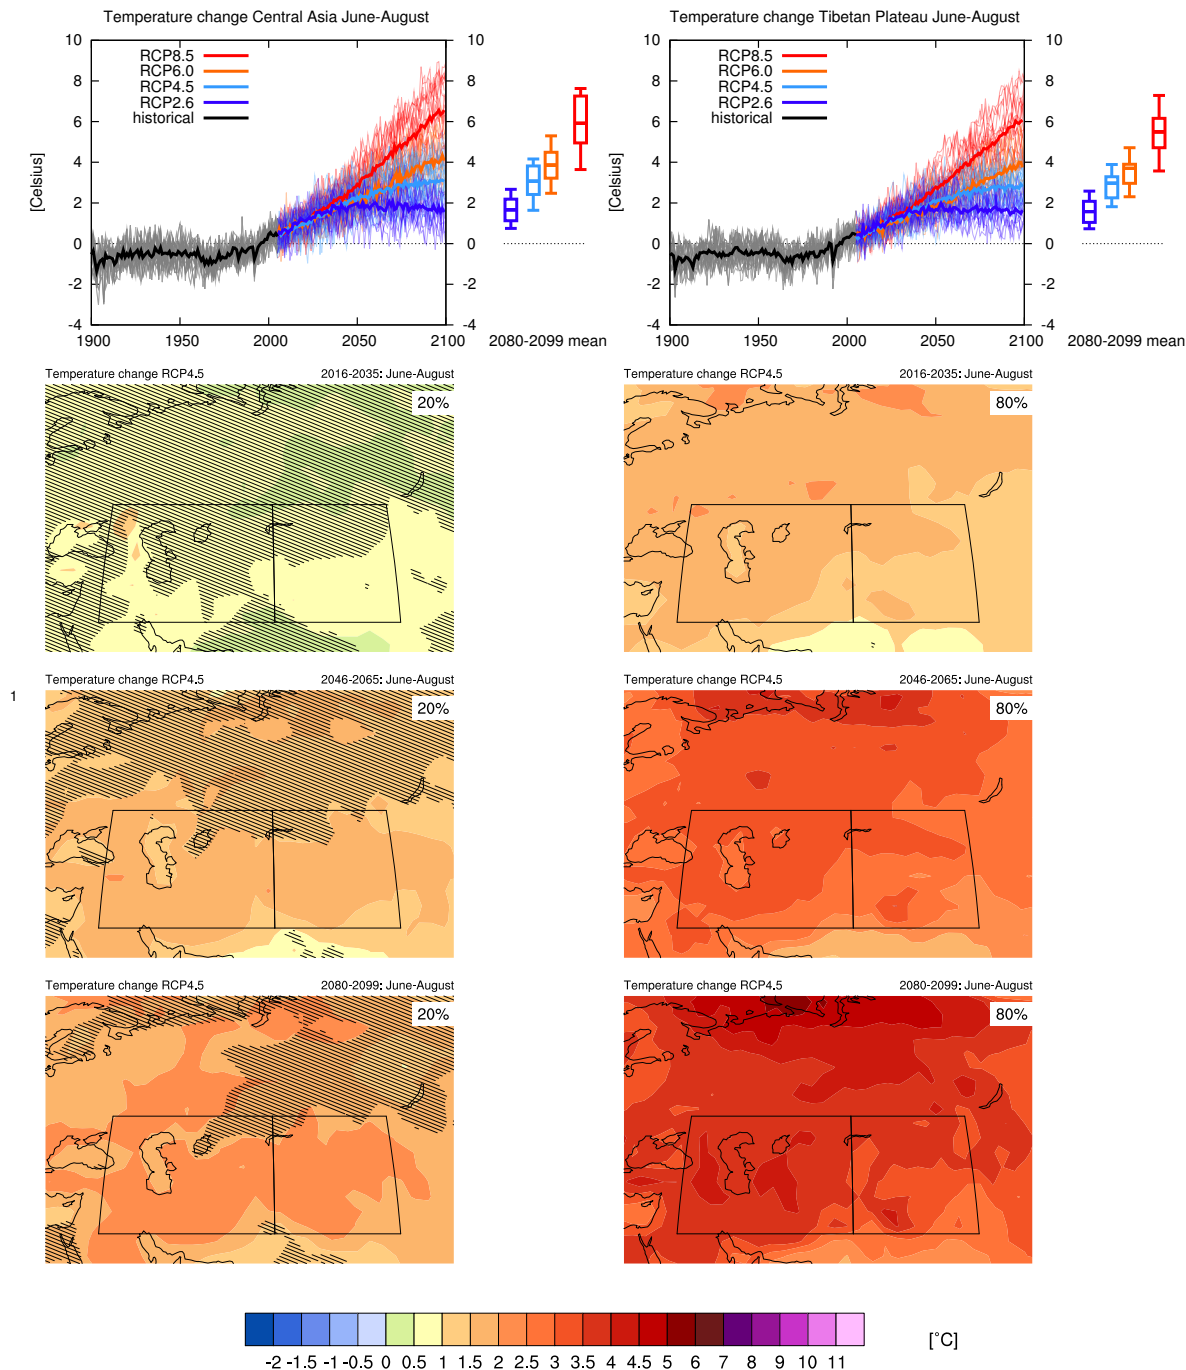 Temperature change Central Asia June-August
10
8
6
4
2
0
-2
-4
[Celsius]
RCP8.5
RCP6.0
RCP4.5
RCP2.6
historical
10
8
6
4
2
0
-2
-4
1900 1950 2000 2050 2100
2080-2099 mean
Temperature change Tibetan Plateau June-August
10
8
6
4
2
0
-2
-4
[Celsius]
RCP8.5
RCP6.0
RCP4.5
RCP2.6
historical
10
8
6
4
2
0
-2
-4
1900 1950 2000 2050 2100
2080-2099 mean
Temperature change RCP4.5 2016-2035: June-August
20%
Temperature change RCP4.5 2016-2035: June-August
80%
1
Temperature change RCP4.5 2046-2065: June-August
20%
Temperature change RCP4.5 2046-2065: June-August
80%
Temperature change RCP4.5 2080-2099: June-August
20%
Temperature change RCP4.5 2080-2099: June-August
80%
-2 -1.5 -1 -0.5 0 0.5 1 1.5 2 2.5 3 3.5 4 4.5 5 6 7 8 9 10 11
[°C]